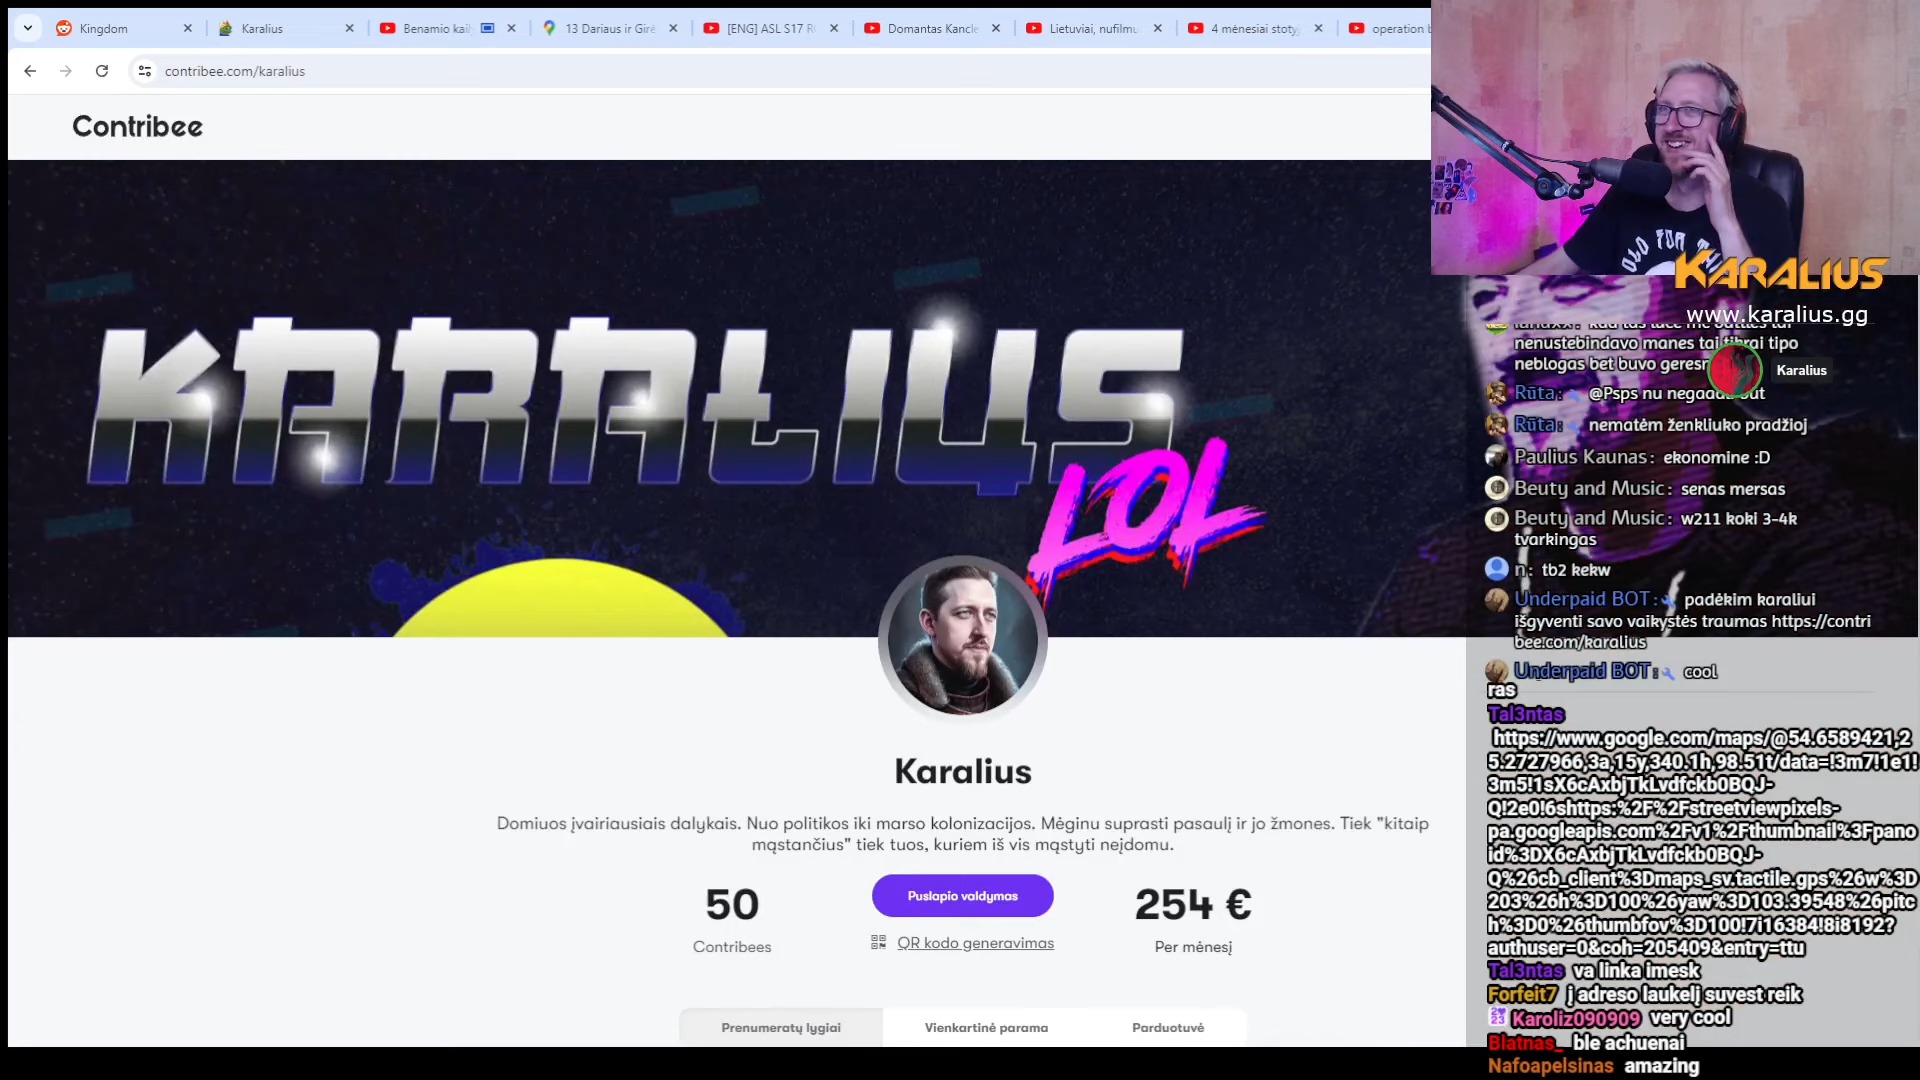 Kingdom
Karalius
Benamio kail
13 Dariaus ir Girė
[ENG] ASL S17 R
Domantas Kancle
Lietuviai, nufilmu
4 mėnesiai stoty
operation b
contribee.com/karalius
Contribee
KARALIUS
LOL
OLD FOR
KARALIUS
www.karalius.gg
nenustebindavo manes tai tikrai tipo
neblogas bet buvo geresn
Karalius
Rūta: @Psps nu negada but
Rūta: nematėm ženkliuko pradžioj
Paulius Kaunas: ekonomine :D
Beuty and Music: senas mersas
Beuty and Music: w211 koki 3-4k
tvarkingas
n: tb2 kekw
Underpaid BOT: padėkim karaliui
išgyventi savo vaikystės traumas https://contri
bee.com/karalius
Underpaid BOT: cool
ras
Tal3ntas
https://www.google.com/maps/@54.6589421,2
5.2727966,3a,15y,340.1h,98.51t/data=!3m7!1e1!
3m5!1sX6cAxbjTkLvdfckb0BQJ-
Q!2e0!6shttps:%2F%2Fstreetviewpixels-
pa.googleapis.com%2Fv1%2Fthumbnail%3Fpano
id%3DX6cAxbjTkLvdfckb0BQJ-
Q%26cb_client%3Dmaps_sv.tactile.gps%26w%3D
203%26h%3D100%26yaw%3D103.39548%26pitc
h%3D0%26thumbfov%3D100!7i16384!8i8192?
authuser=0&coh=205409&entry=ttu
Tal3ntas va linka imesk
Forfeit7 į adreso laukelį suvest reik
Karoliz090909 very cool
Blatnas_ ble achuenai
Nafoapelsinas amazing
Karalius
Domiuos įvairiausiais dalykais. Nuo politikos iki marso kolonizacijos. Mėginu suprasti pasaulį ir jo žmones. Tiek "kitaip
mąstančius" tiek tuos, kuriem iš vis mąstyti neįdomu.
50
Contribees
Puslapio valdymas
QR kodo generavimas
254 €
Per mėnesį
Prenumeratų lygiai
Vienkartinė parama
Parduotuvė